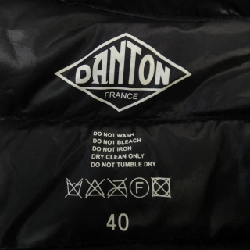 DANTON
FRANCE
DO NOT WASH
DO NOT BLEACH
DO NOT IRON
DRY CLEAN ONLY
DO NOT TUMBLE DRY
F
40